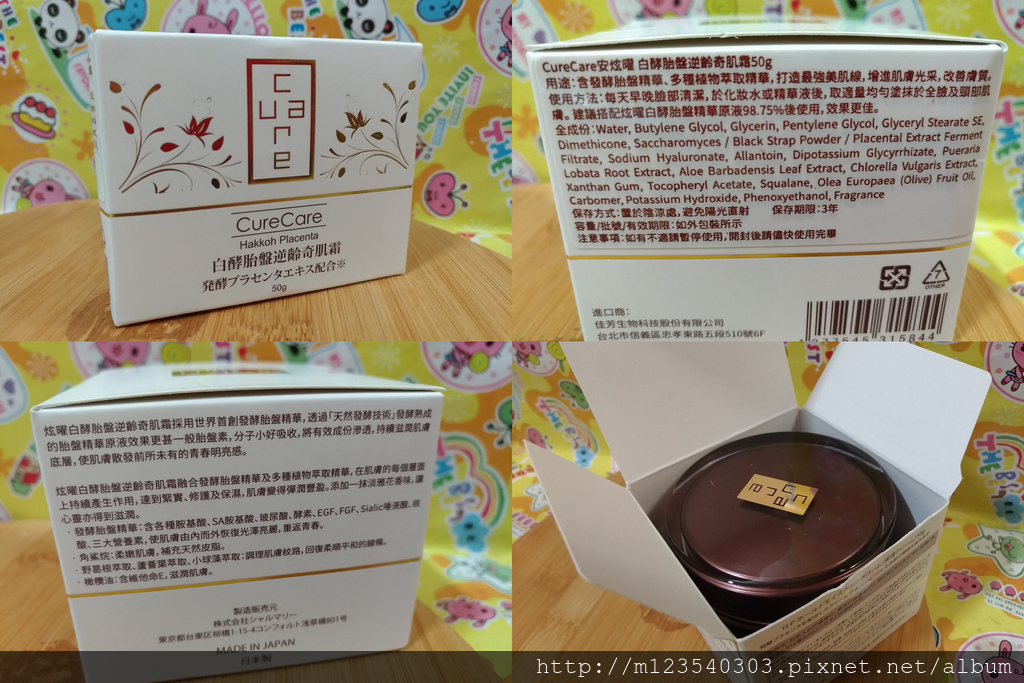 cure
care
CureCare
Hakkoh Placenta
白酵胎盤逆齡奇肌霜
発酵プラセンタエキス配合※
50g
CureCare安炫曜 白酵胎盤逆齡奇肌霜50g
用途：含發酵胎盤精華、多種植物萃取精華，打造最強美肌線，增進肌膚光采，改善膚質。
使用方法：每天早晚臉部清潔，於化妝水或精華液後，取適量均勻塗抹於全臉及頸部肌
膚。建議搭配炫曜白酵胎盤精華原液98.75%後使用，效果更佳。
全成份：Water, Butylene Glycol, Glycerin, Pentylene Glycol, Glyceryl Stearate SE,
Dimethicone, Saccharomyces / Black Strap Powder / Placental Extract Ferment
Filtrate, Sodium Hyaluronate, Allantoin, Dipotassium Glycyrrhizate, Pueraria
Lobata Root Extract, Aloe Barbadensis Leaf Extract, Chlorella Vulgaris Extract,
Xanthan Gum, Tocopheryl Acetate, Squalane, Olea Europaea (Olive) Fruit Oil,
Carbomer, Potassium Hydroxide, Phenoxyethanol, Fragrance
保存方式：置於陰涼處，避免陽光直射 保存期限：3年
容量/批號/有效期限：如外包裝所示
注意事項：如有不適請暫停使用，開封後請儘快使用完畢
OTHER
進口商：
佳芳生物科技股份有限公司
台北市信義區忠孝東路五段510號6F
炫曜白酵胎盤逆齡奇肌霜採用世界首創發酵胎盤精華，透過「天然發酵技術」發酵熟成
的胎盤精華原液效果更甚一般胎盤素，分子小好吸收，將有效成份滲透，持續滋潤肌膚
底層，使肌膚散發前所未有的青春明亮感。
炫曜白酵胎盤逆齡奇肌霜融合發酵胎盤精華及多種植物萃取精華，在肌膚的每個層面
上持續產生作用，達到緊實、修護及保濕，肌膚變得彈潤豐盈。添加一抹淡雅花香味，讓
心靈亦得到滋潤。
·發酵胎盤精華：含各種胺基酸、SA胺基酸、玻尿酸、酵素、EGF、FGF、Sialic唾液酸、核
酸、三大營養素，使肌膚由內而外恢復光澤亮麗，重返青春。
·角鯊烷：柔嫩肌膚，補充天然皮脂。
·野葛根萃取、蘆薈葉萃取、小球藻萃取：調理肌膚紋路，回復柔順平和的線條。
·橄欖油：含維他命E，滋潤肌膚。
製造販売元
株式会社シャルマリー
東京都台東区柳橋1-15-4コンフォルト浅草橋801号
MADE IN JAPAN
日本製
http://m123540303.pixnet.net/album